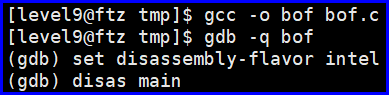 [level9@ftz tmp]$ gcc -o bof bof.c
[level9@ftz tmp]$ gdb -q bof
(gdb) set disassembly-flavor intel
(gdb) disas main